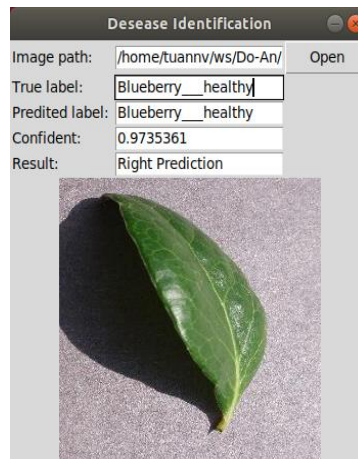 Desease Identification
Image path: /home/tuannv/ws/Do-An/ Open
True label: Blueberry___healthy
Predited label: Blueberry___healthy
Confident: 0.9735361
Result: Right Prediction